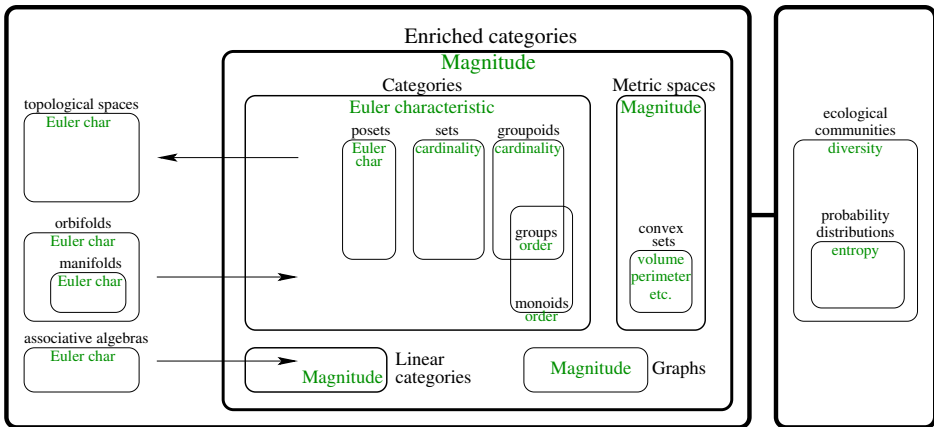 Enriched categories
Magnitude
Categories
Euler characteristic
posets
Euler
char
sets
cardinality
groupoids
cardinality
groups
order
monoids
order
Metric spaces
Magnitude
convex
sets
volume
perimeter
etc.
Magnitude
Linear
categories
Magnitude
Graphs
topological spaces
Euler char
orbifolds
Euler char
manifolds
Euler char
associative algebras
Euler char
ecological
communities
diversity
probability
distributions
entropy